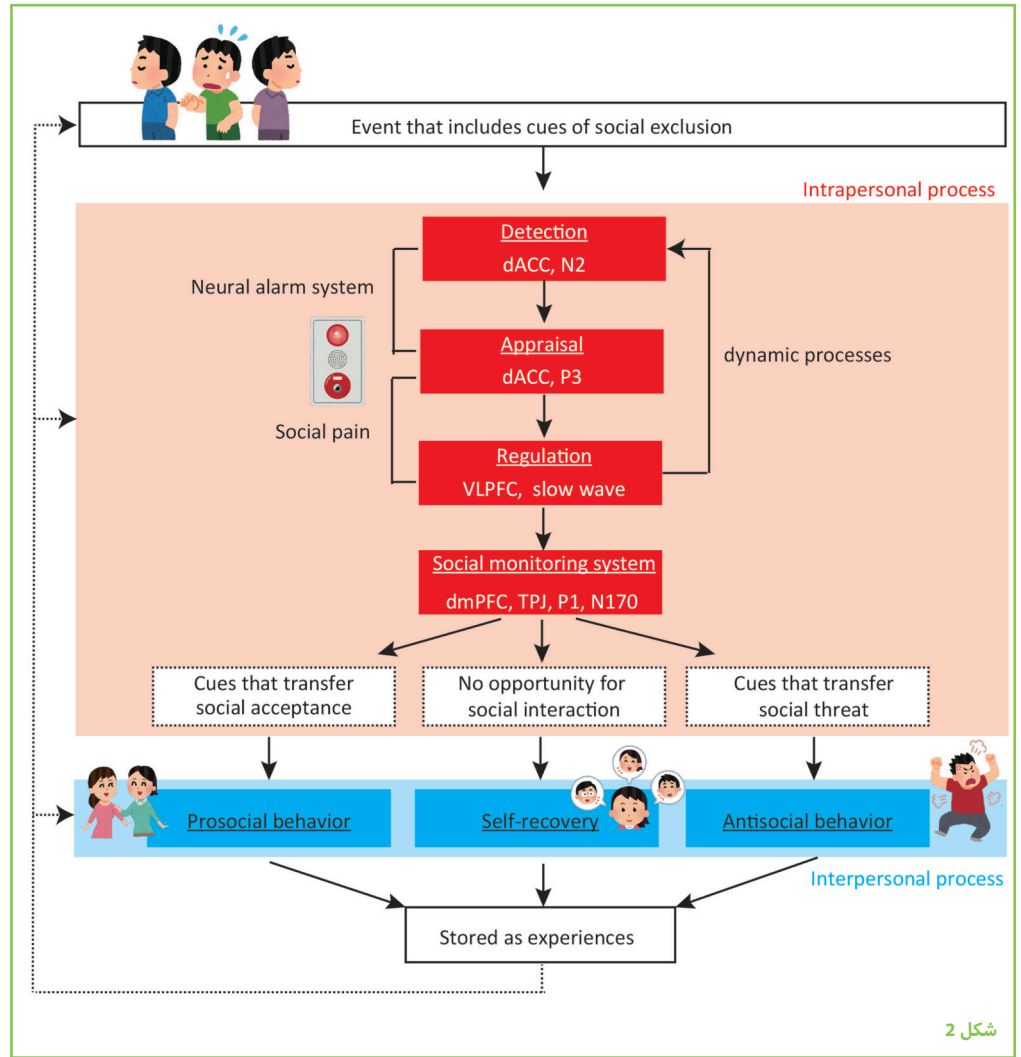 Event that includes cues of social exclusion
Intrapersonal process
Detection
dACC, N2
Neural alarm system
Appraisal
dACC, P3
dynamic processes
Social pain
Regulation
VLPFC, slow wave
Social monitoring system
dmPFC, TPJ, P1, N170
Cues that transfer
social acceptance
No opportunity for
social interaction
Cues that transfer
social threat
Prosocial behavior
Self-recovery
Antisocial behavior
Interpersonal process
Stored as experiences
شكل 2